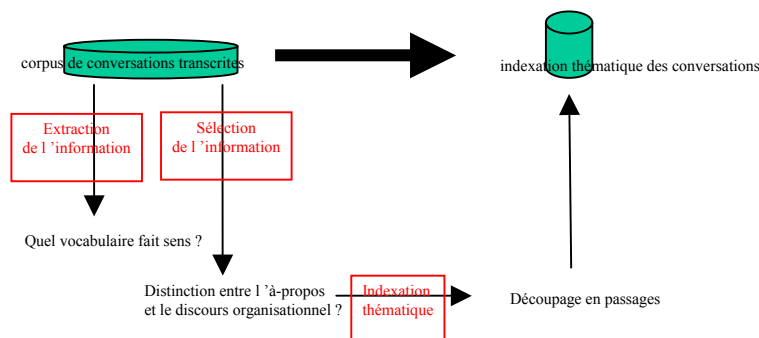 corpus de conversations transcrites
indexation thématique des conversations
Extraction
de l ’information
Sélection
de l ’information
Quel vocabulaire fait sens ?
Distinction entre l ’à-propos
et le discours organisationnel ?
Indexation
thématique
Découpage en passages